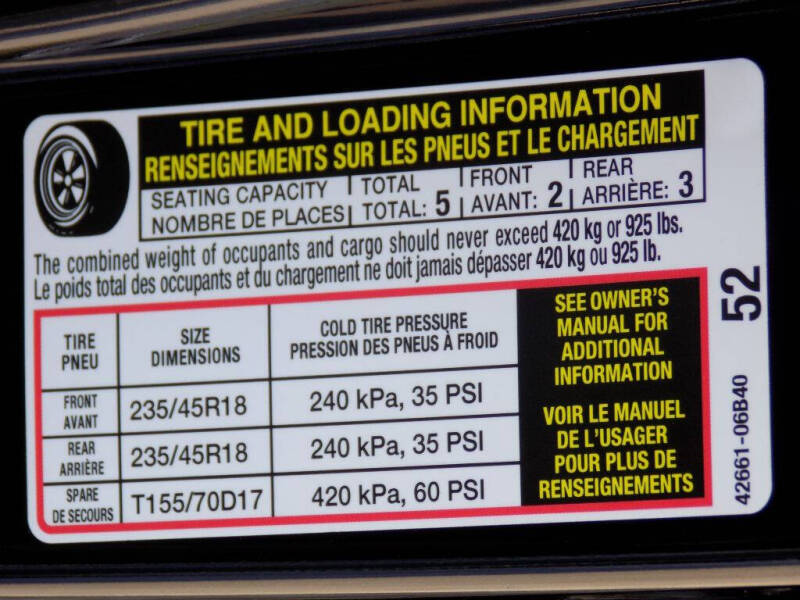 TIRE AND LOADING INFORMATION
RENSEIGNEMENTS SUR LES PNEUS ET LE CHARGEMENT
SEATING CAPACITY
NOMBRE DE PLACES
TOTAL
TOTAL: 5
FRONT
AVANT: 2
REAR
ARRIÈRE: 3
The combined weight of occupants and cargo should never exceed 420 kg or 925 lbs.
Le poids total des occupants et du chargement ne doit jamais dépasser 420 kg ou 925 lb.
TIRE
PNEU
SIZE
DIMENSIONS
COLD TIRE PRESSURE
PRESSION DES PNEUS À FROID
FRONT
AVANT
235/45R18
240 kPa, 35 PSI
REAR
ARRIÈRE
235/45R18
240 kPa, 35 PSI
SPARE
DE SECOURS
T155/70D17
420 kPa, 60 PSI
SEE OWNER'S
MANUAL FOR
ADDITIONAL
INFORMATION
VOIR LE MANUEL
DE L'USAGER
POUR PLUS DE
RENSEIGNEMENTS
52
42661-06B40